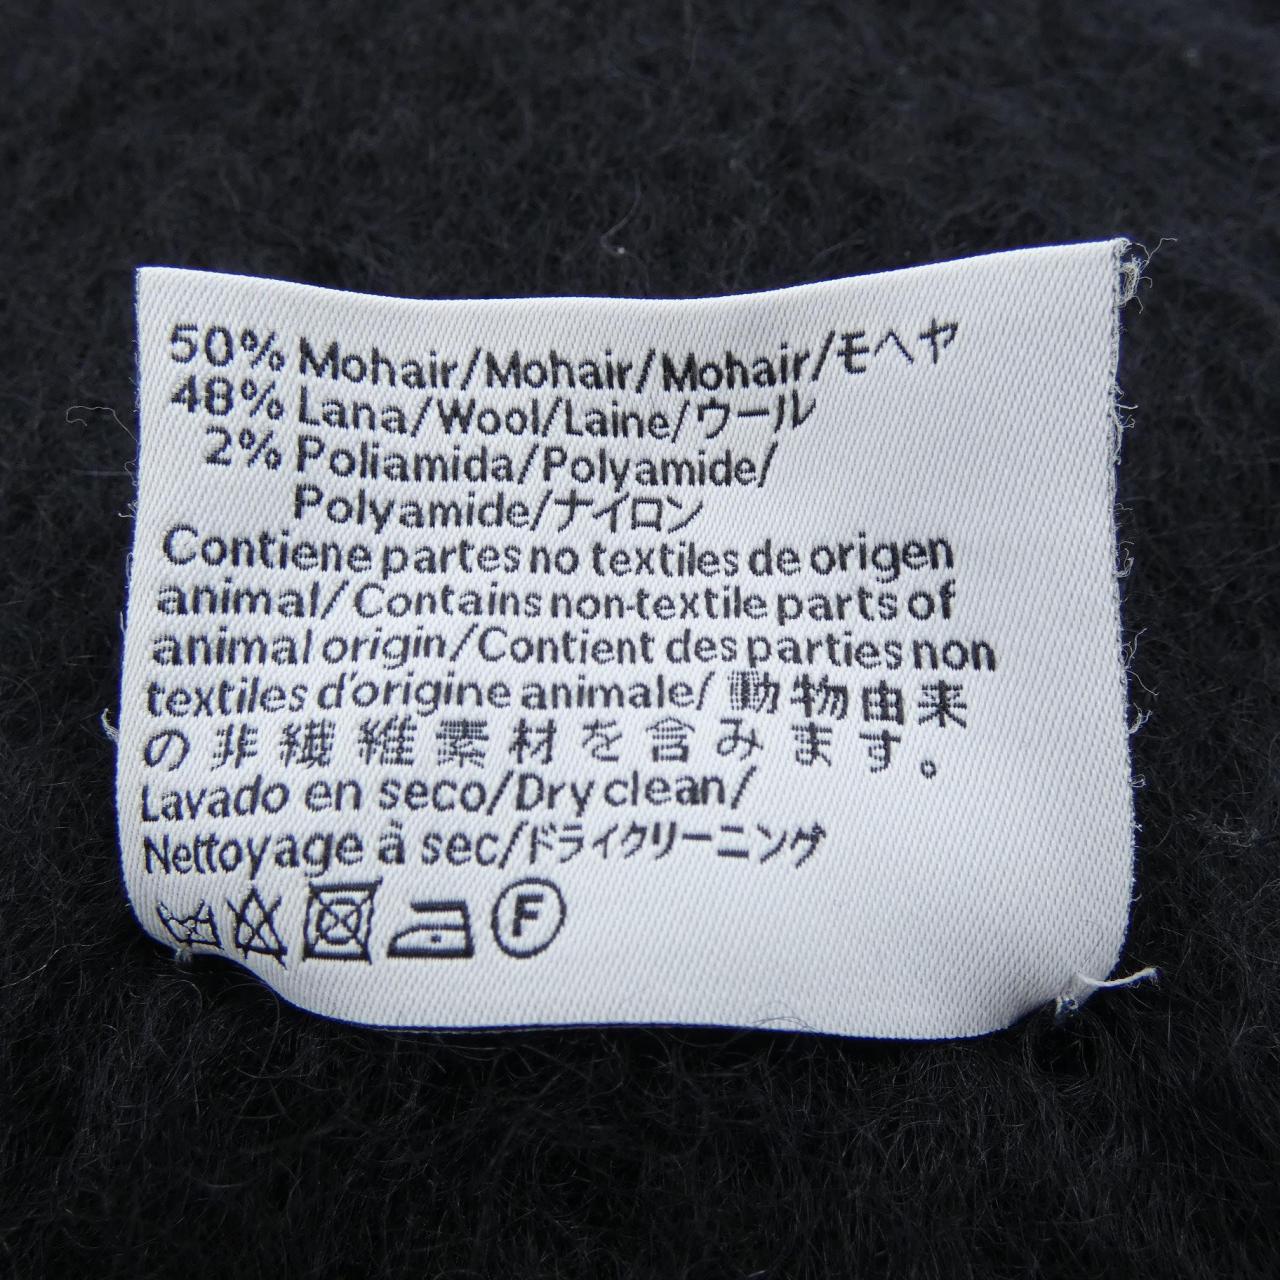 50% Mohair/Mohair/Mohair/モヘヤ
48% Lana/Wool/Laine/ウール
2% Poliamida/Polyamide/
Polyamide/ナイロン
Contiene partes no textiles de origen
animal/Contains non-textile parts of
animal origin/Contient des parties non
textiles d'origine animale/動物由来
の非繊維素材を含みます。
Lavado en seco/Dry clean/
Nettoyage à sec/ドライクリーニング
F